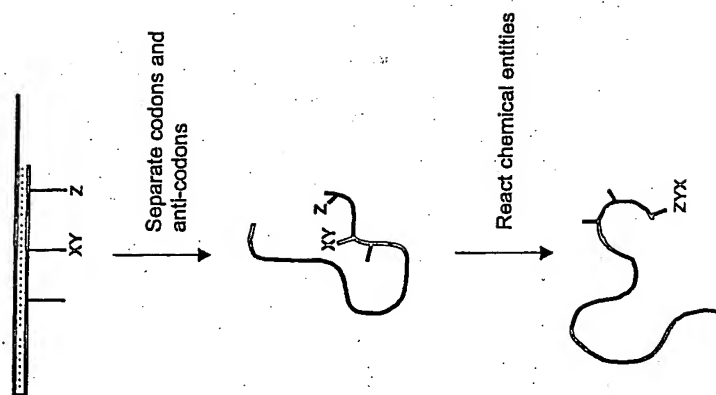 XY
Z
Separate codons and
anti-codons
XY
Z
React chemical entities
ZYX